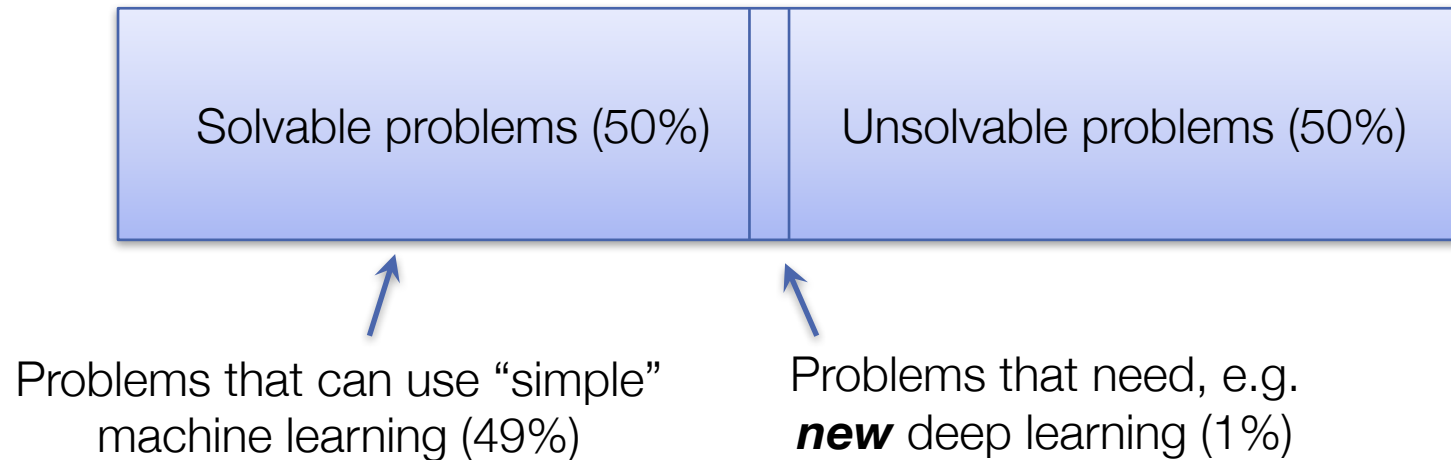 Solvable problems (50%)
Unsolvable problems (50%)
Problems that can use “simple”
machine learning (49%)
Problems that need, e.g.
new deep learning (1%)